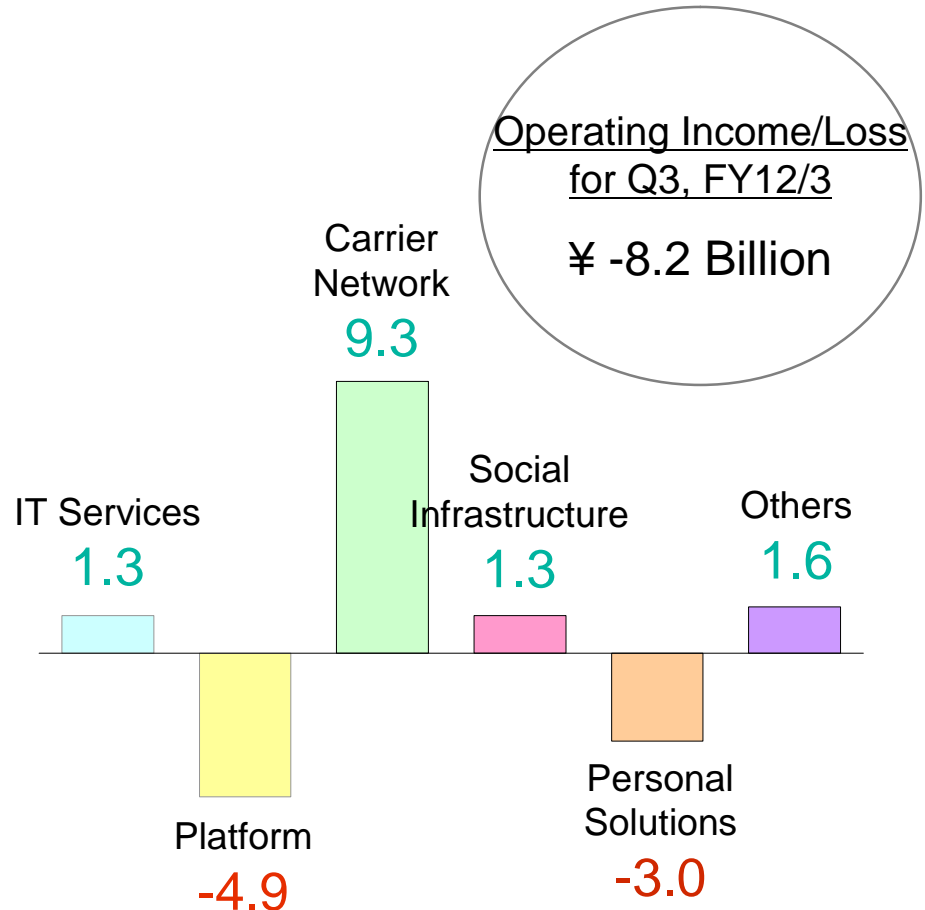 Operating Income/Loss
for Q3, FY12/3
¥ -8.2 Billion
Carrier
Network
9.3
Social
Infrastructure
1.3
IT Services
1.3
Others
1.6
Platform
-4.9
Personal
Solutions
-3.0